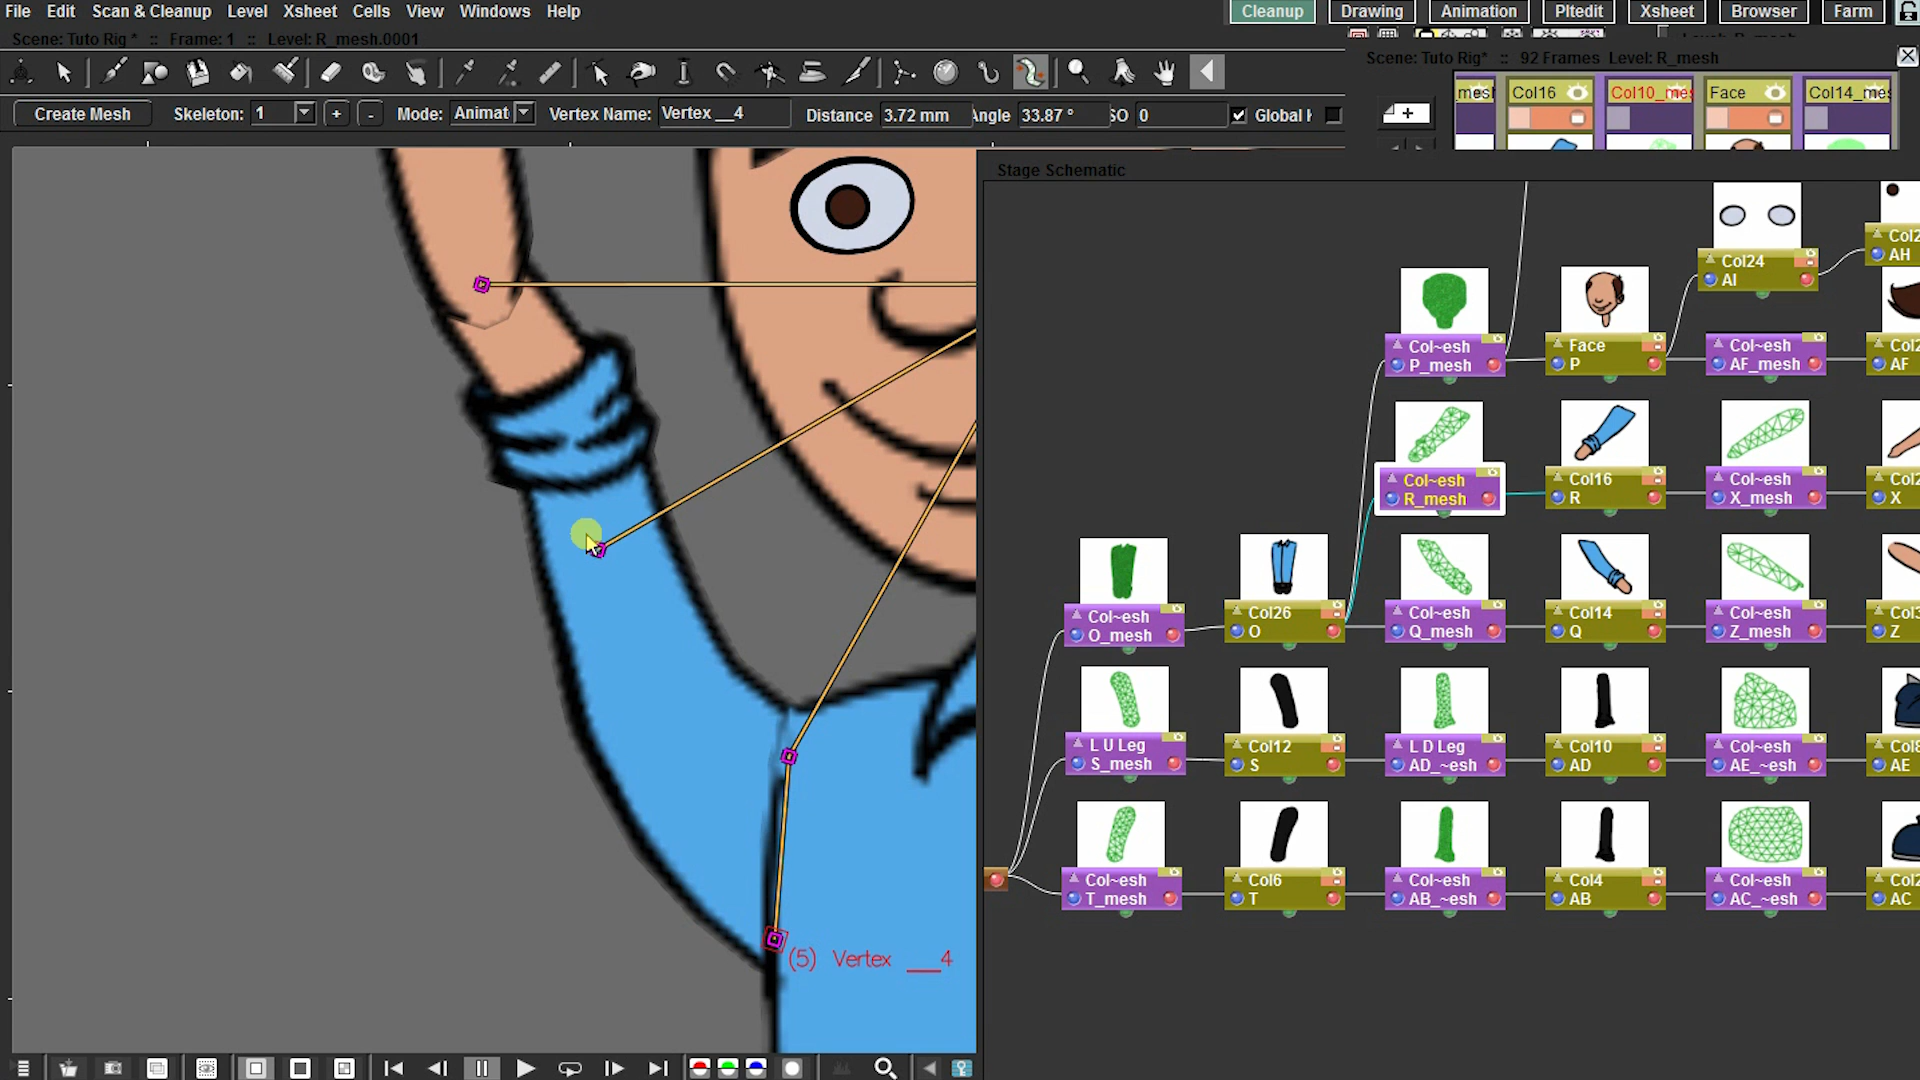 File Edit Scan & Cleanup Level Xsheet Cells View Windows Help
Cleanup Drawing Animation Pltedit Xsheet Browser Farm
Scene: Tuto Rig * :: Frame: 1 :: Level: R_mesh.0001
Scene: Tuto Rig* :: 92 Frames Level: R_mesh
Col16 Col10_mes Face Col14_mes
Create Mesh Skeleton: 1 + - Mode: Animat Vertex Name: Vertex __4 Distance 3.72 mm Angle 33.87 ° SO 0 Global
Stage Schematic
Col24
AI
AH
Col~esh
P_mesh
Face
P
Col~esh
AF_mesh
AF
Col~esh
R_mesh
Col16
R
Col~esh
X_mesh
X
Col~esh
O_mesh
Col26
O
Col~esh
Q_mesh
Col14
Q
Col~esh
Z_mesh
Z
L U Leg
S_mesh
Col12
S
L D Leg
AD_~esh
Col10
AD
Col~esh
AE_~esh
AE
Col~esh
T_mesh
Col6
T
Col~esh
AB_~esh
Col4
AB
Col~esh
AC_~esh
AC
(5) Vertex __4